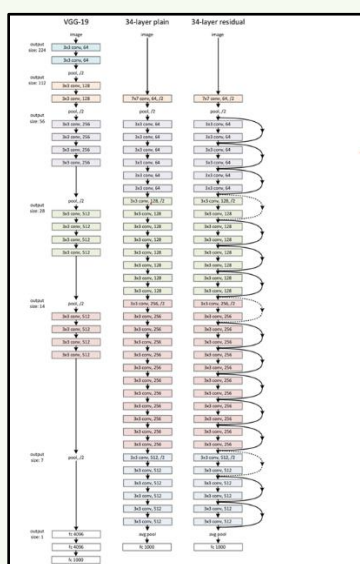 VGG-19
34-layer plain
34-layer residual
output
size: 224
output
size: 112
output
size: 56
output
size: 28
output
size: 14
output
size: 7
output
size: 1
image
3x3 conv, 64
3x3 conv, 64
pool, /2
3x3 conv, 128
3x3 conv, 128
pool, /2
3x3 conv, 256
3x3 conv, 256
3x3 conv, 256
3x3 conv, 256
pool, /2
3x3 conv, 512
3x3 conv, 512
3x3 conv, 512
3x3 conv, 512
pool, /2
3x3 conv, 512
3x3 conv, 512
3x3 conv, 512
3x3 conv, 512
pool, /2
fc 4096
fc 4096
fc 1000
image
7x7 conv, 64, /2
pool, /2
3x3 conv, 64
3x3 conv, 64
3x3 conv, 64
3x3 conv, 64
3x3 conv, 64
3x3 conv, 64
3x3 conv, 128, /2
3x3 conv, 128
3x3 conv, 128
3x3 conv, 128
3x3 conv, 128
3x3 conv, 128
3x3 conv, 128
3x3 conv, 128
3x3 conv, 256, /2
3x3 conv, 256
3x3 conv, 256
3x3 conv, 256
3x3 conv, 256
3x3 conv, 256
3x3 conv, 256
3x3 conv, 256
3x3 conv, 256
3x3 conv, 256
3x3 conv, 256
3x3 conv, 256
3x3 conv, 512, /2
3x3 conv, 512
3x3 conv, 512
3x3 conv, 512
3x3 conv, 512
3x3 conv, 512
avg pool
fc 1000
image
7x7 conv, 64, /2
pool, /2
3x3 conv, 64
3x3 conv, 64
3x3 conv, 64
3x3 conv, 64
3x3 conv, 64
3x3 conv, 64
3x3 conv, 128, /2
3x3 conv, 128
3x3 conv, 128
3x3 conv, 128
3x3 conv, 128
3x3 conv, 128
3x3 conv, 128
3x3 conv, 128
3x3 conv, 256, /2
3x3 conv, 256
3x3 conv, 256
3x3 conv, 256
3x3 conv, 256
3x3 conv, 256
3x3 conv, 256
3x3 conv, 256
3x3 conv, 256
3x3 conv, 256
3x3 conv, 256
3x3 conv, 256
3x3 conv, 512, /2
3x3 conv, 512
3x3 conv, 512
3x3 conv, 512
3x3 conv, 512
3x3 conv, 512
avg pool
fc 1000